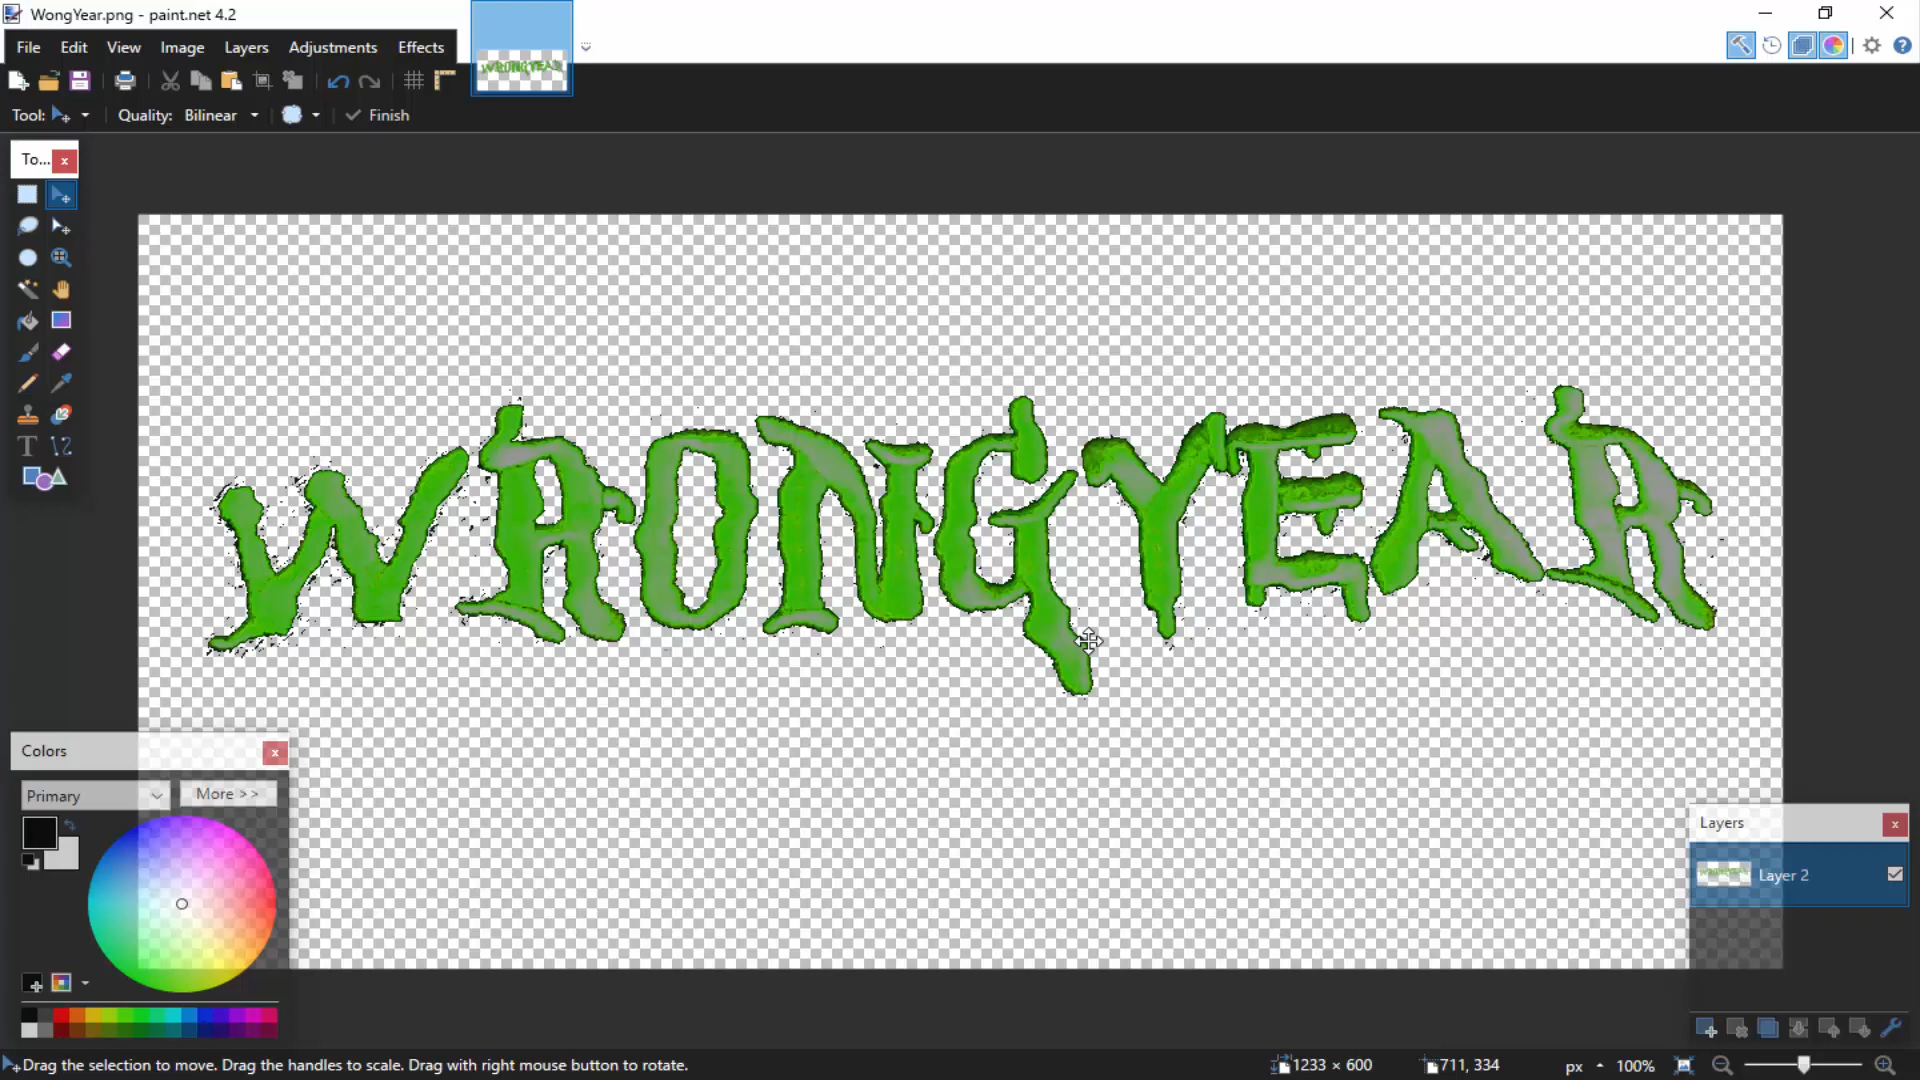 WongYear.png - paint.net 4.2
File Edit View Image Layers Adjustments Effects
Tool: Quality: Bilinear Finish
To...
WRONGYEAR
Colors
Primary More >>
Layers
Layer 2
Drag the selection to move. Drag the handles to scale. Drag with right mouse button to rotate. 1233 × 600 711, 334 px 100%